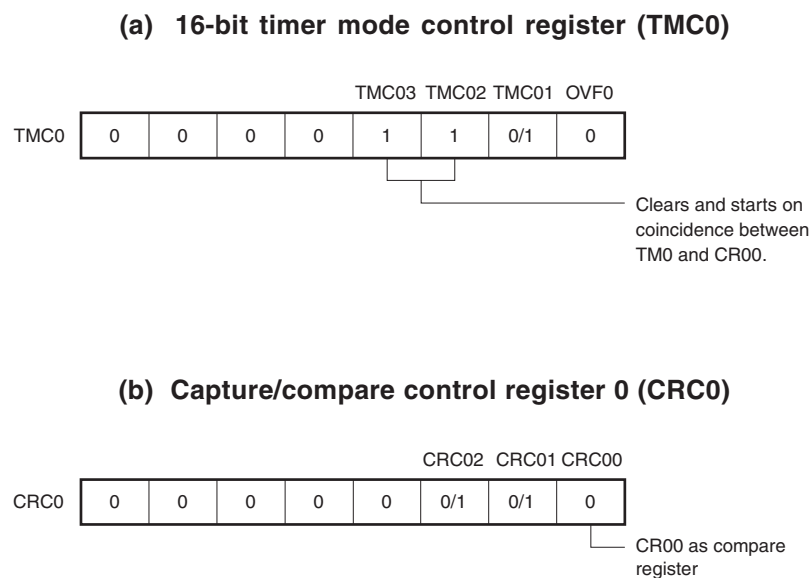 (a) 16-bit timer mode control register (TMC0)
TMC03 TMC02 TMC01 OVF0
TMC0 0 0 0 0 1 1 0/1 0
Clears and starts on
coincidence between
TM0 and CR00.
(b) Capture/compare control register 0 (CRC0)
CRC02 CRC01 CRC00
CRC0 0 0 0 0 0 0/1 0/1 0
CR00 as compare
register